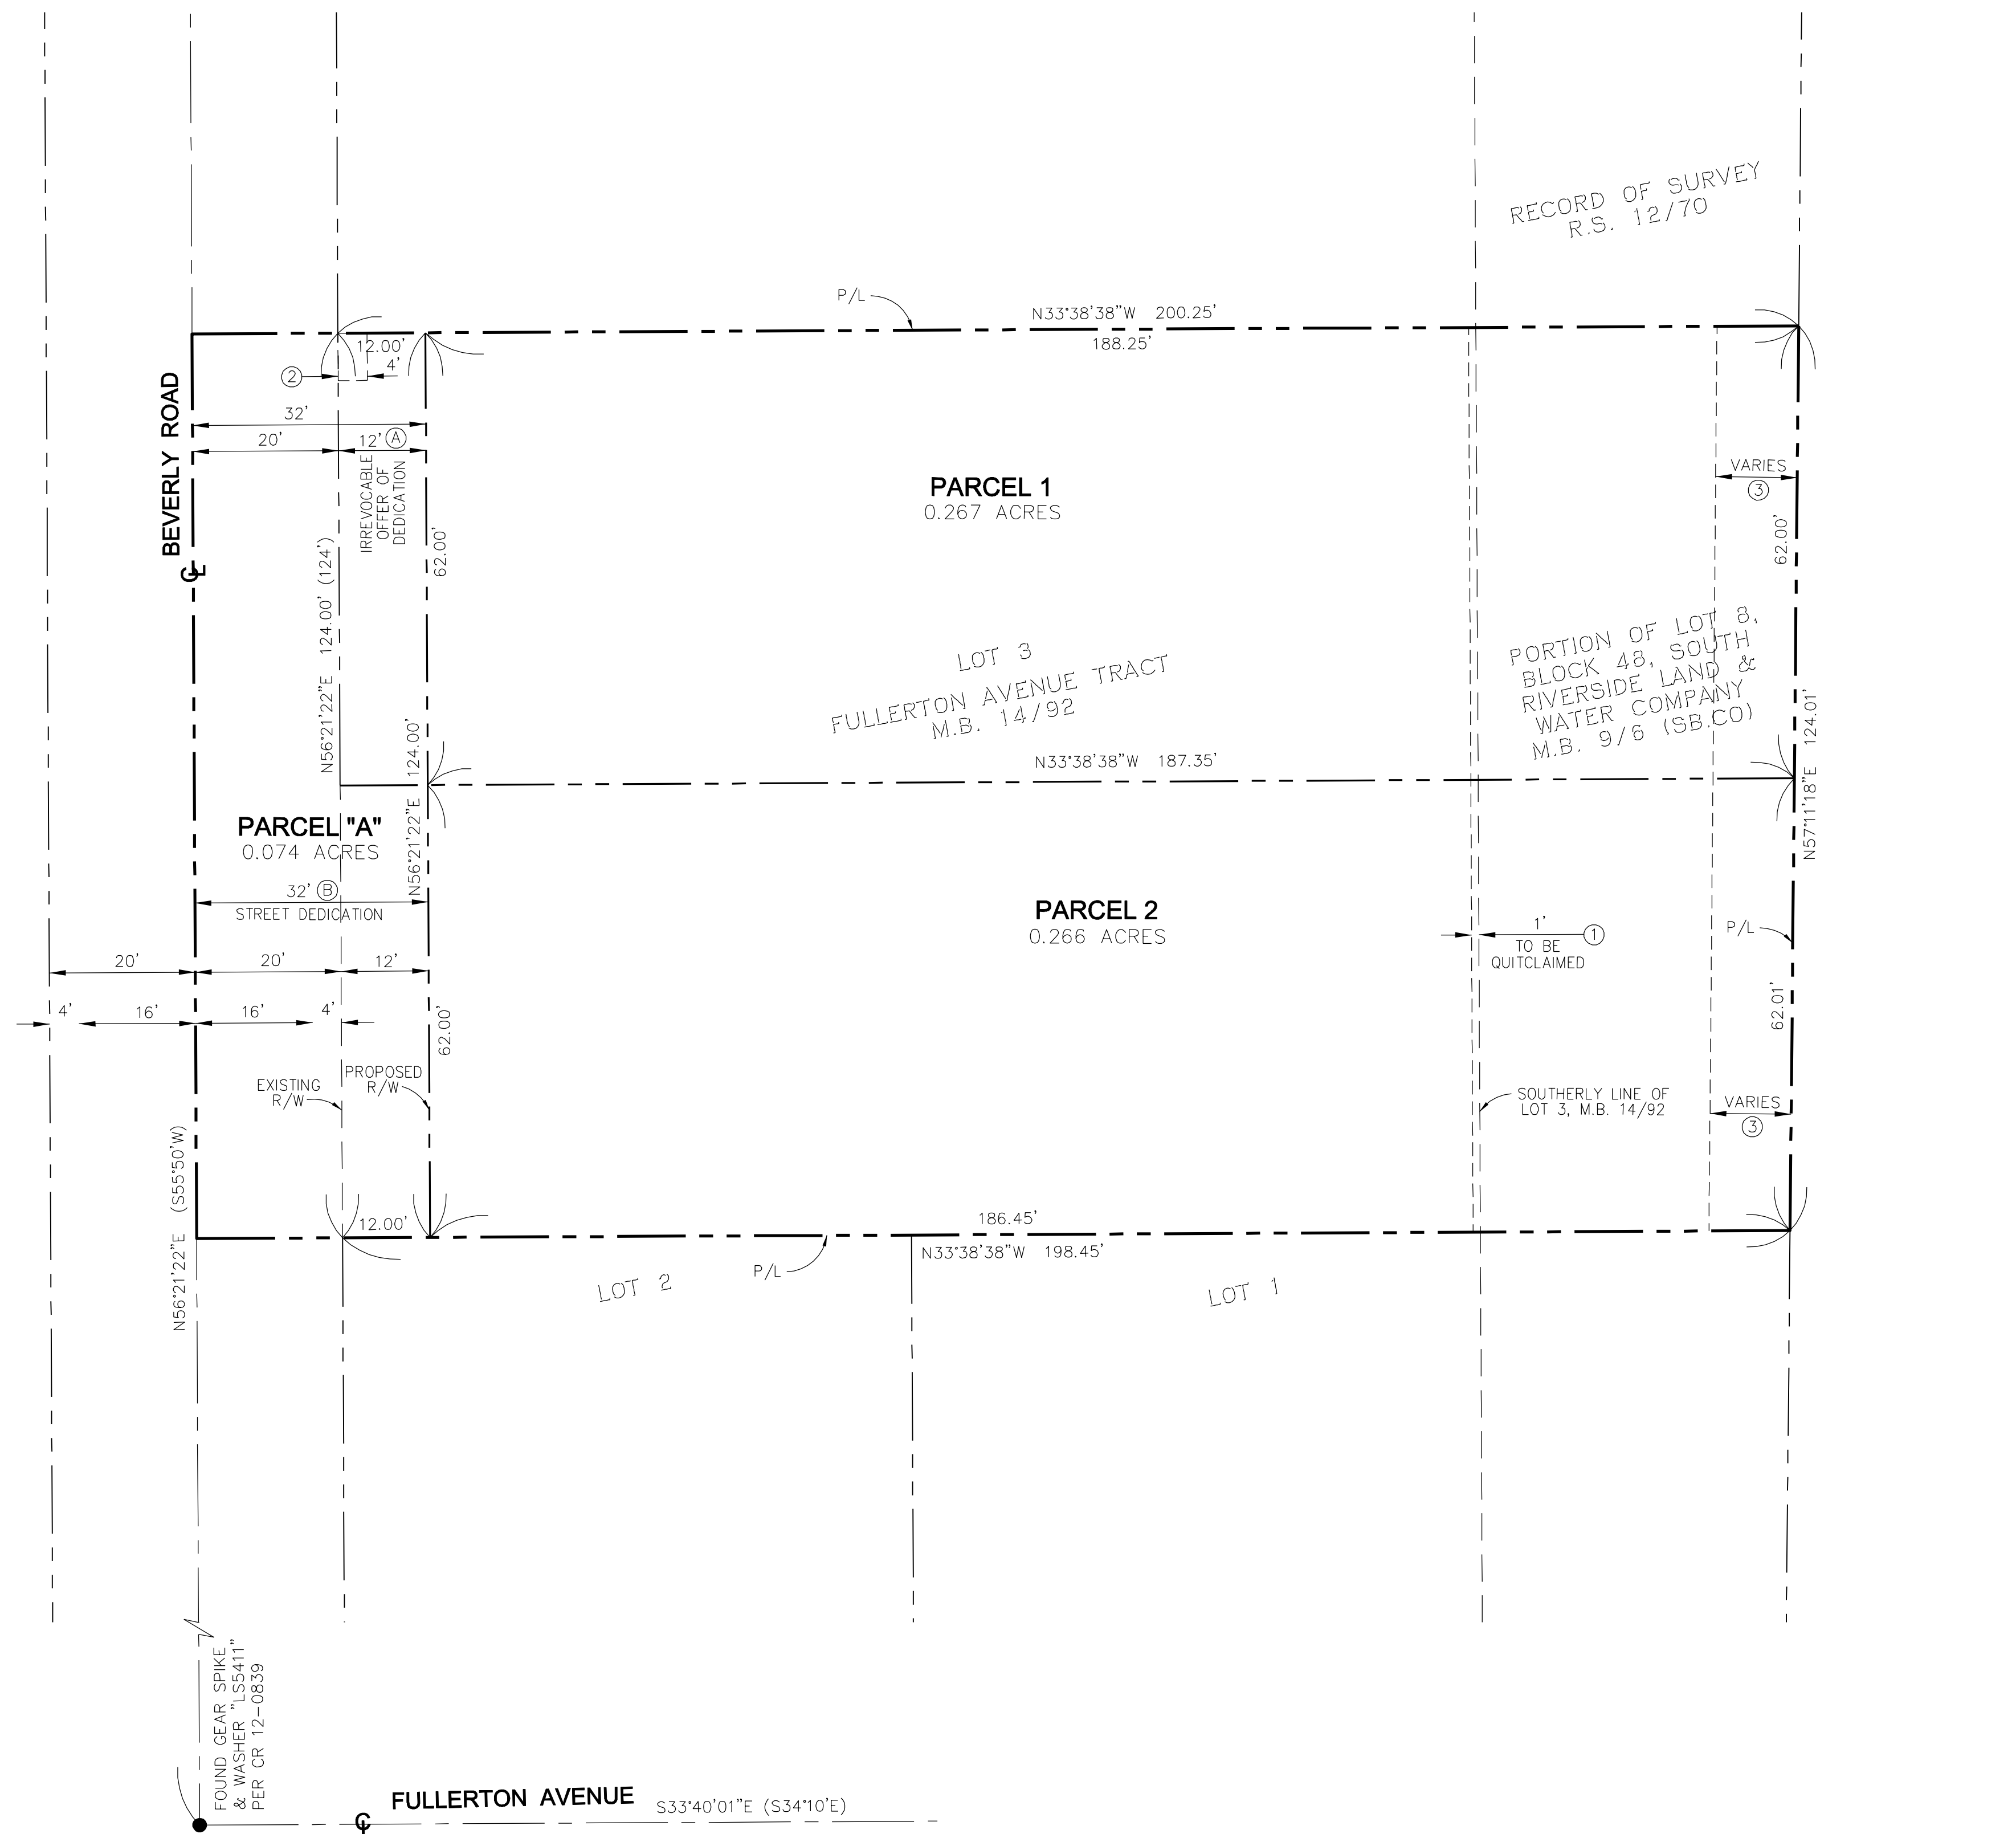 RECORD OF SURVEY
R.S. 12/70
P/L
N33°38'38"W 200.25'
188.25'
12.00'
4'
2
32'
20'
12' A
IRREVOCABLE
OFFER OF
DEDICATION
BEVERLY ROAD
CL
PARCEL 1
0.267 ACRES
VARIES
3
62.00'
62.00'
N56°21'22"E 124.00' (124')
LOT 3
FULLERTON AVENUE TRACT
M.B. 14/92
PORTION OF LOT 8,
BLOCK 48, SOUTH
RIVERSIDE LAND &
WATER COMPANY
M.B. 9/6 (SB.CO)
N33°38'38"W 187.35'
N56°21'22"E 124.00'
N57°11'18"E 124.01'
PARCEL "A"
0.074 ACRES
32' B
STREET DEDICATION
PARCEL 2
0.266 ACRES
1'
1
TO BE
QUITCLAIMED
P/L
20'
20'
12'
4'
16'
16'
4'
62.00'
62.01'
EXISTING
R/W
PROPOSED
R/W
SOUTHERLY LINE OF
LOT 3, M.B. 14/92
VARIES
3
N56°21'22"E (S55°50'W)
12.00'
186.45'
N33°38'38"W 198.45'
P/L
LOT 2
LOT 1
FOUND GEAR SPIKE
& WASHER "LS5411"
PER CR 12-0839
FULLERTON AVENUE
S33°40'01"E (S34°10'E)
CL